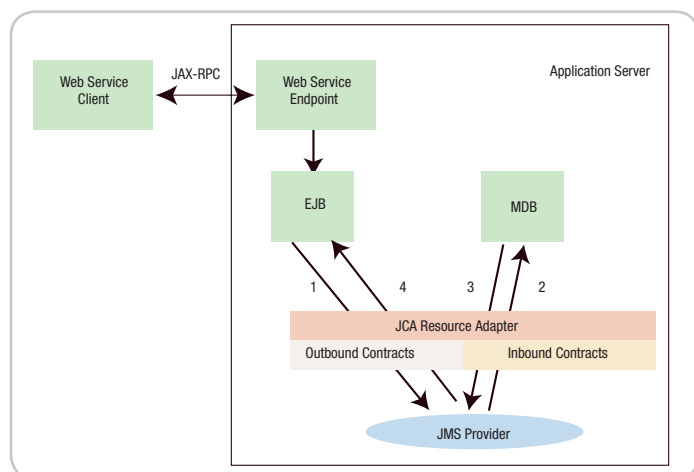 JAX-RPC
Web Service
Client
Web Service
Endpoint
Application Server
EJB
MDB
1
4
3
2
JCA Resource Adapter
Outbound Contracts
Inbound Contracts
JMS Provider